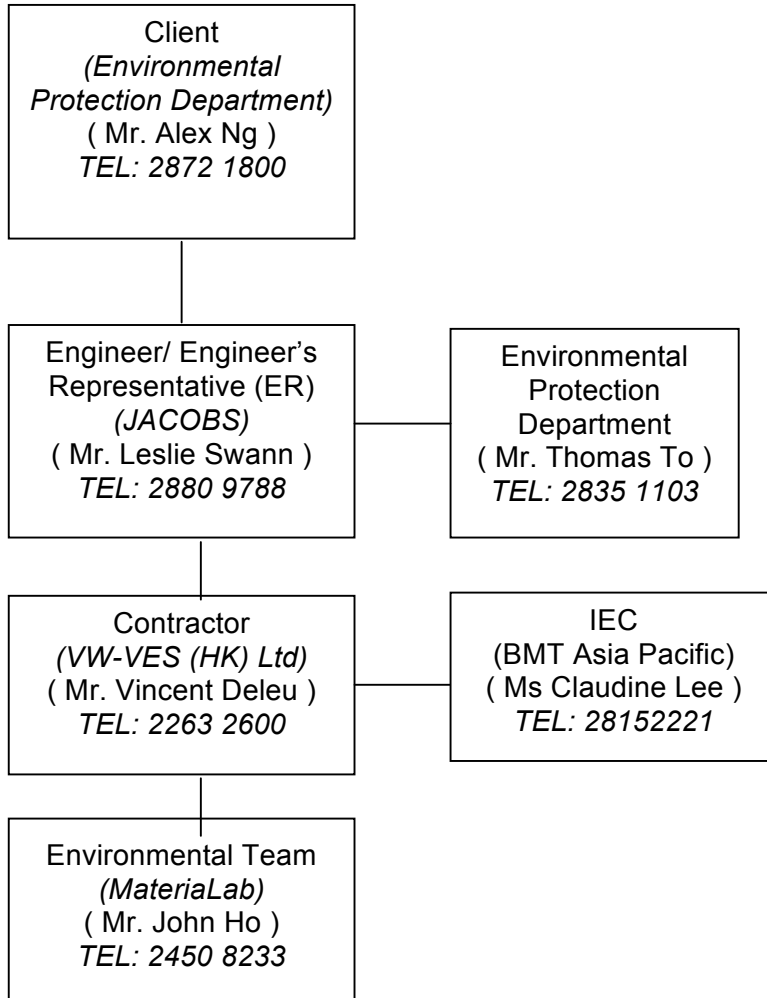 Client
(Environmental
Protection Department)
( Mr. Alex Ng )
TEL: 2872 1800
Engineer/ Engineer’s
Representative (ER)
(JACOBS)
( Mr. Leslie Swann )
TEL: 2880 9788
Environmental
Protection
Department
( Mr. Thomas To )
TEL: 2835 1103
Contractor
(VW-VES (HK) Ltd)
( Mr. Vincent Deleu )
TEL: 2263 2600
IEC
(BMT Asia Pacific)
( Ms Claudine Lee )
TEL: 28152221
Environmental Team
(MateriaLab)
( Mr. John Ho )
TEL: 2450 8233